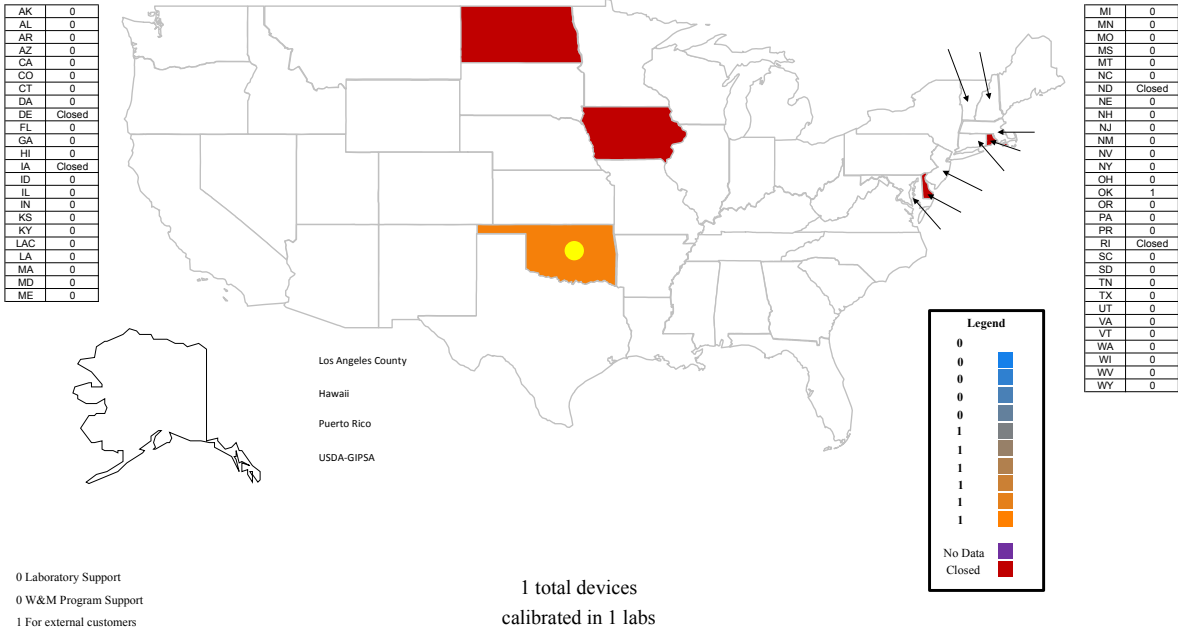 AK 0
AL 0
AR 0
AZ 0
CA 0
CO 0
CT 0
DA 0
DE Closed
FL 0
GA 0
HI 0
IA Closed
ID 0
IL 0
IN 0
KS 0
KY 0
LAC 0
LA 0
MA 0
MD 0
ME 0
MI 0
MN 0
MO 0
MS 0
MT 0
NC 0
ND Closed
NE 0
NH 0
NJ 0
NM 0
NV 0
NY 0
OH 0
OK 1
OR 0
PA 0
PR 0
RI Closed
SC 0
SD 0
TN 0
TX 0
UT 0
VA 0
VT 0
WA 0
WI 0
WV 0
WY 0
Los Angeles County
Hawaii
Puerto Rico
USDA-GIPSA
Legend
0
0
0
0
0
1
1
1
1
1
1
No Data
Closed
0 Laboratory Support
0 W&M Program Support
1 For external customers
1 total devices
calibrated in 1 labs